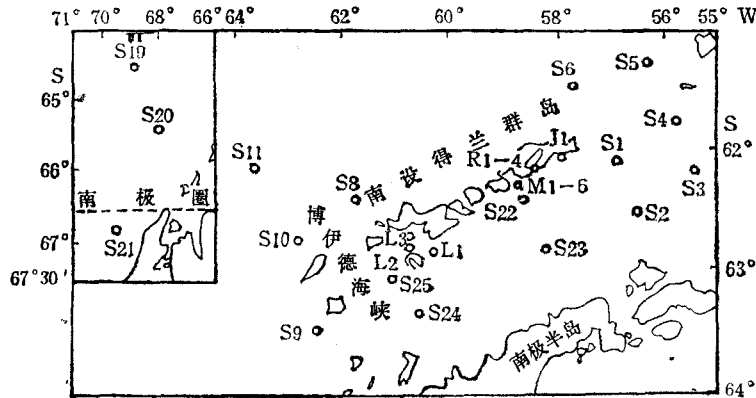 71° 70° 68° 64° 62° 60° 58° 56° 55° W
S19
S
65°
S20
66°
南 极 圈
S21
67°
67°30′
S11
S8
S10
S9
南设得兰群岛
博伊德海峡
L3
L2
L1
S25
S24
S6
S5
S4
S1
S3
S2
J1
R1-4
M1-6
S22
S23
南极半岛
S
62°
63°
64°